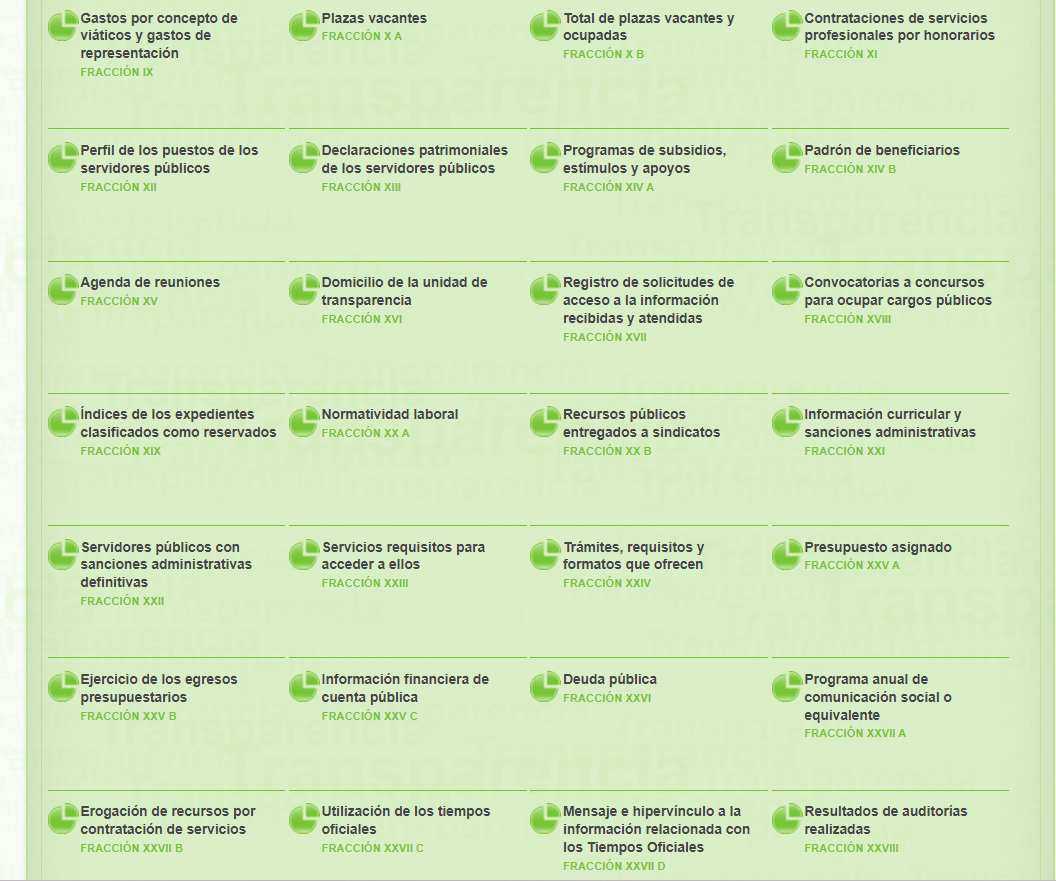 Gastos por concepto de
viáticos y gastos de
representación
FRACCIÓN IX
Plazas vacantes
FRACCIÓN X A
Total de plazas vacantes y
ocupadas
FRACCIÓN X B
Contrataciones de servicios
profesionales por honorarios
FRACCIÓN XI
Perfil de los puestos de los
servidores públicos
FRACCIÓN XII
Declaraciones patrimoniales
de los servidores públicos
FRACCIÓN XIII
Programas de subsidios,
estímulos y apoyos
FRACCIÓN XIV A
Padrón de beneficiarios
FRACCIÓN XIV B
Agenda de reuniones
FRACCIÓN XV
Domicilio de la unidad de
transparencia
FRACCIÓN XVI
Registro de solicitudes de
acceso a la información
recibidas y atendidas
FRACCIÓN XVII
Convocatorias a concursos
para ocupar cargos públicos
FRACCIÓN XVIII
Índices de los expedientes
clasificados como reservados
FRACCIÓN XIX
Normatividad laboral
FRACCIÓN XX A
Recursos públicos
entregados a sindicatos
FRACCIÓN XX B
Información curricular y
sanciones administrativas
FRACCIÓN XXI
Servidores públicos con
sanciones administrativas
definitivas
FRACCIÓN XXII
Servicios requisitos para
acceder a ellos
FRACCIÓN XXIII
Trámites, requisitos y
formatos que ofrecen
FRACCIÓN XXIV
Presupuesto asignado
FRACCIÓN XXV A
Ejercicio de los egresos
presupuestarios
FRACCIÓN XXV B
Información financiera de
cuenta pública
FRACCIÓN XXV C
Deuda pública
FRACCIÓN XXVI
Programa anual de
comunicación social o
equivalente
FRACCIÓN XXVII A
Erogación de recursos por
contratación de servicios
FRACCIÓN XXVII B
Utilización de los tiempos
oficiales
FRACCIÓN XXVII C
Mensaje e hipervínculo a la
información relacionada con
los Tiempos Oficiales
FRACCIÓN XXVII D
Resultados de auditorías
realizadas
FRACCIÓN XXVIII